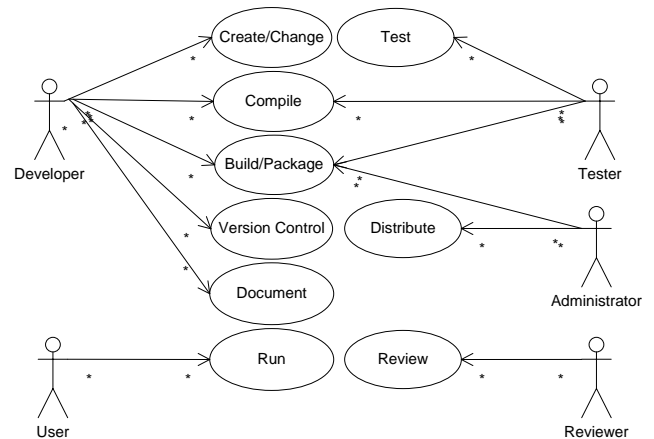 Create/Change
Test
Compile
Developer
Build/Package
Tester
Version Control
Distribute
Document
Administrator
Run
Review
User
Reviewer